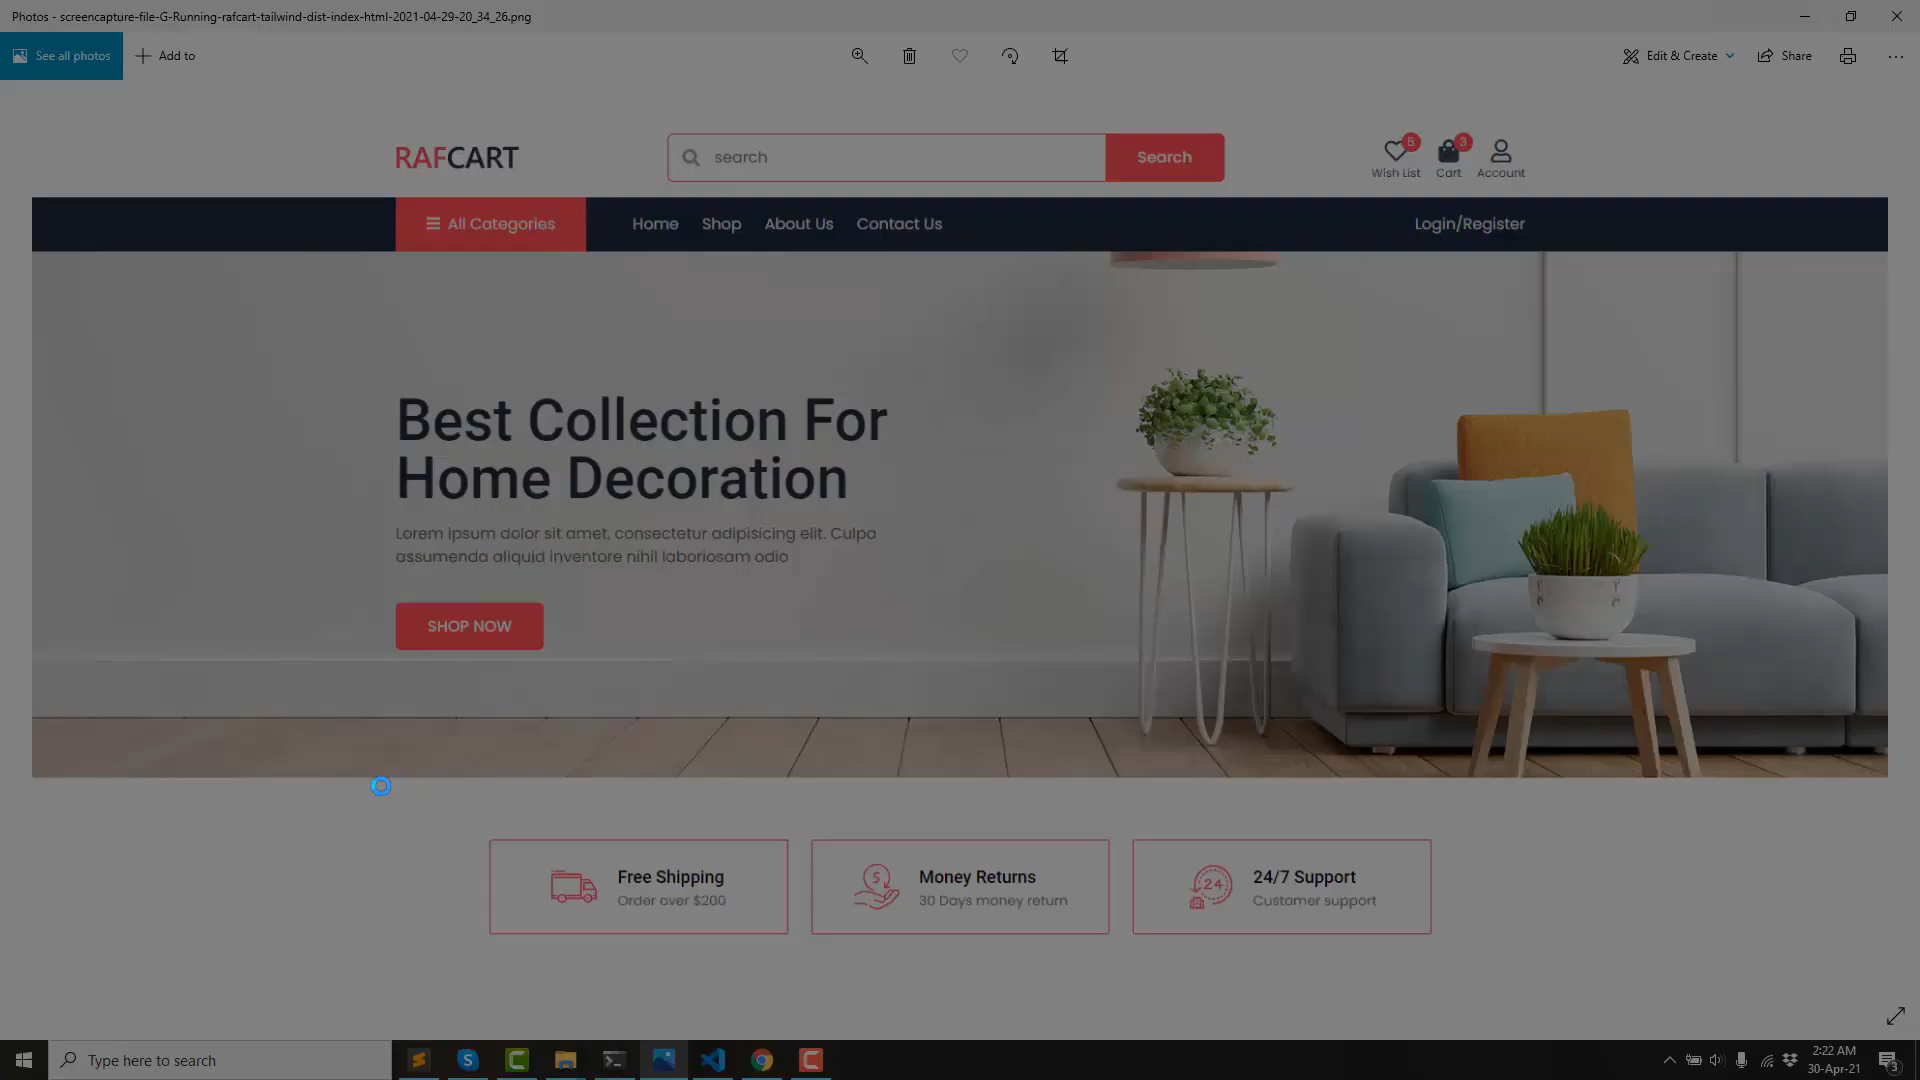 Photos - screencapture-file-G-Running-rafcart-tailwind-dist-index-html-2021-04-29-20_34_26.png
See all photos
Add to
Edit & Create
Share
RAFCART
search
Search
5
3
Wish List
Cart
Account
All Categories
Home
Shop
About Us
Contact Us
Login/Register
Best Collection For
Home Decoration
Lorem ipsum dolor sit amet, consectetur adipisicing elit. Culpa
assumenda aliquid inventore nihil laboriosam odio
SHOP NOW
Free Shipping
Order over $200
$
Money Returns
30 Days money return
24
24/7 Support
Customer support
Type here to search
2:22 AM
30-Apr-21
3